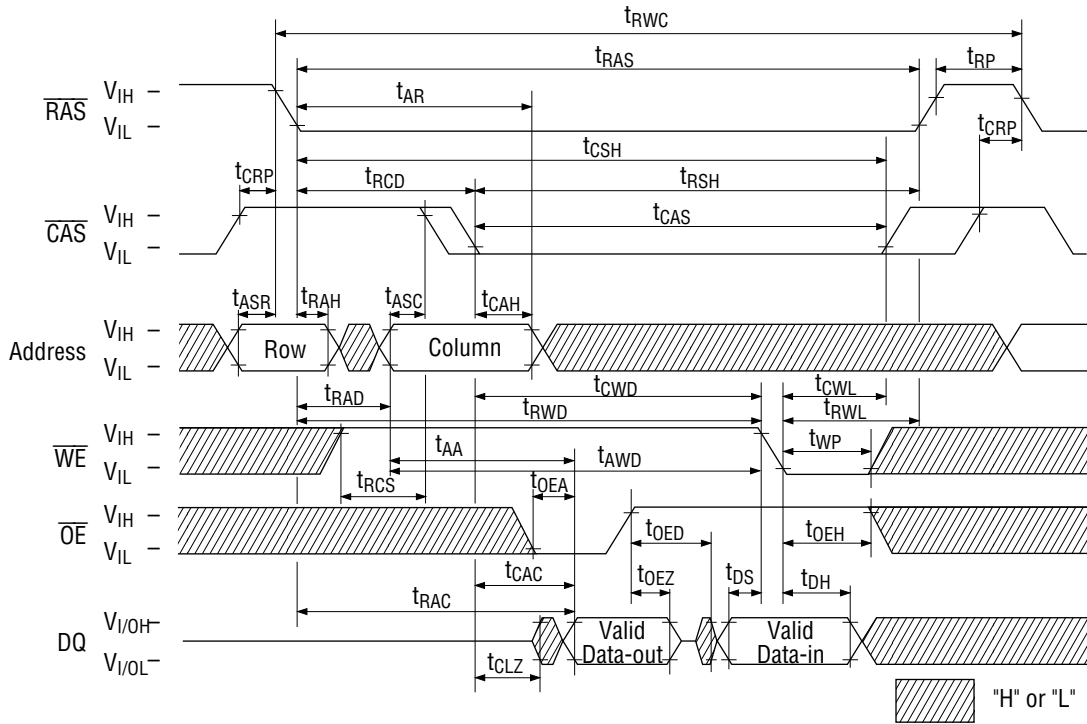 tRWC
tRAS
tRP
tAR
RAS
VIH
VIL
tCRP
tCSH
tCRP
tRCD
tRSH
CAS
VIH
VIL
tCAS
tASR
tRAH
tASC
tCAH
Address
VIH
VIL
Row
Column
tRAD
tCWD
tCWL
tRWD
tRWL
WE
VIH
VIL
tAA
tWP
tAWD
tRCS
tOEA
OE
VIH
VIL
tOED
tOEH
tCAC
tOEZ
tDS
tDH
tRAC
DQ
VI/OH
VI/OL
Valid
Data-out
Valid
Data-in
tCLZ
"H" or "L"